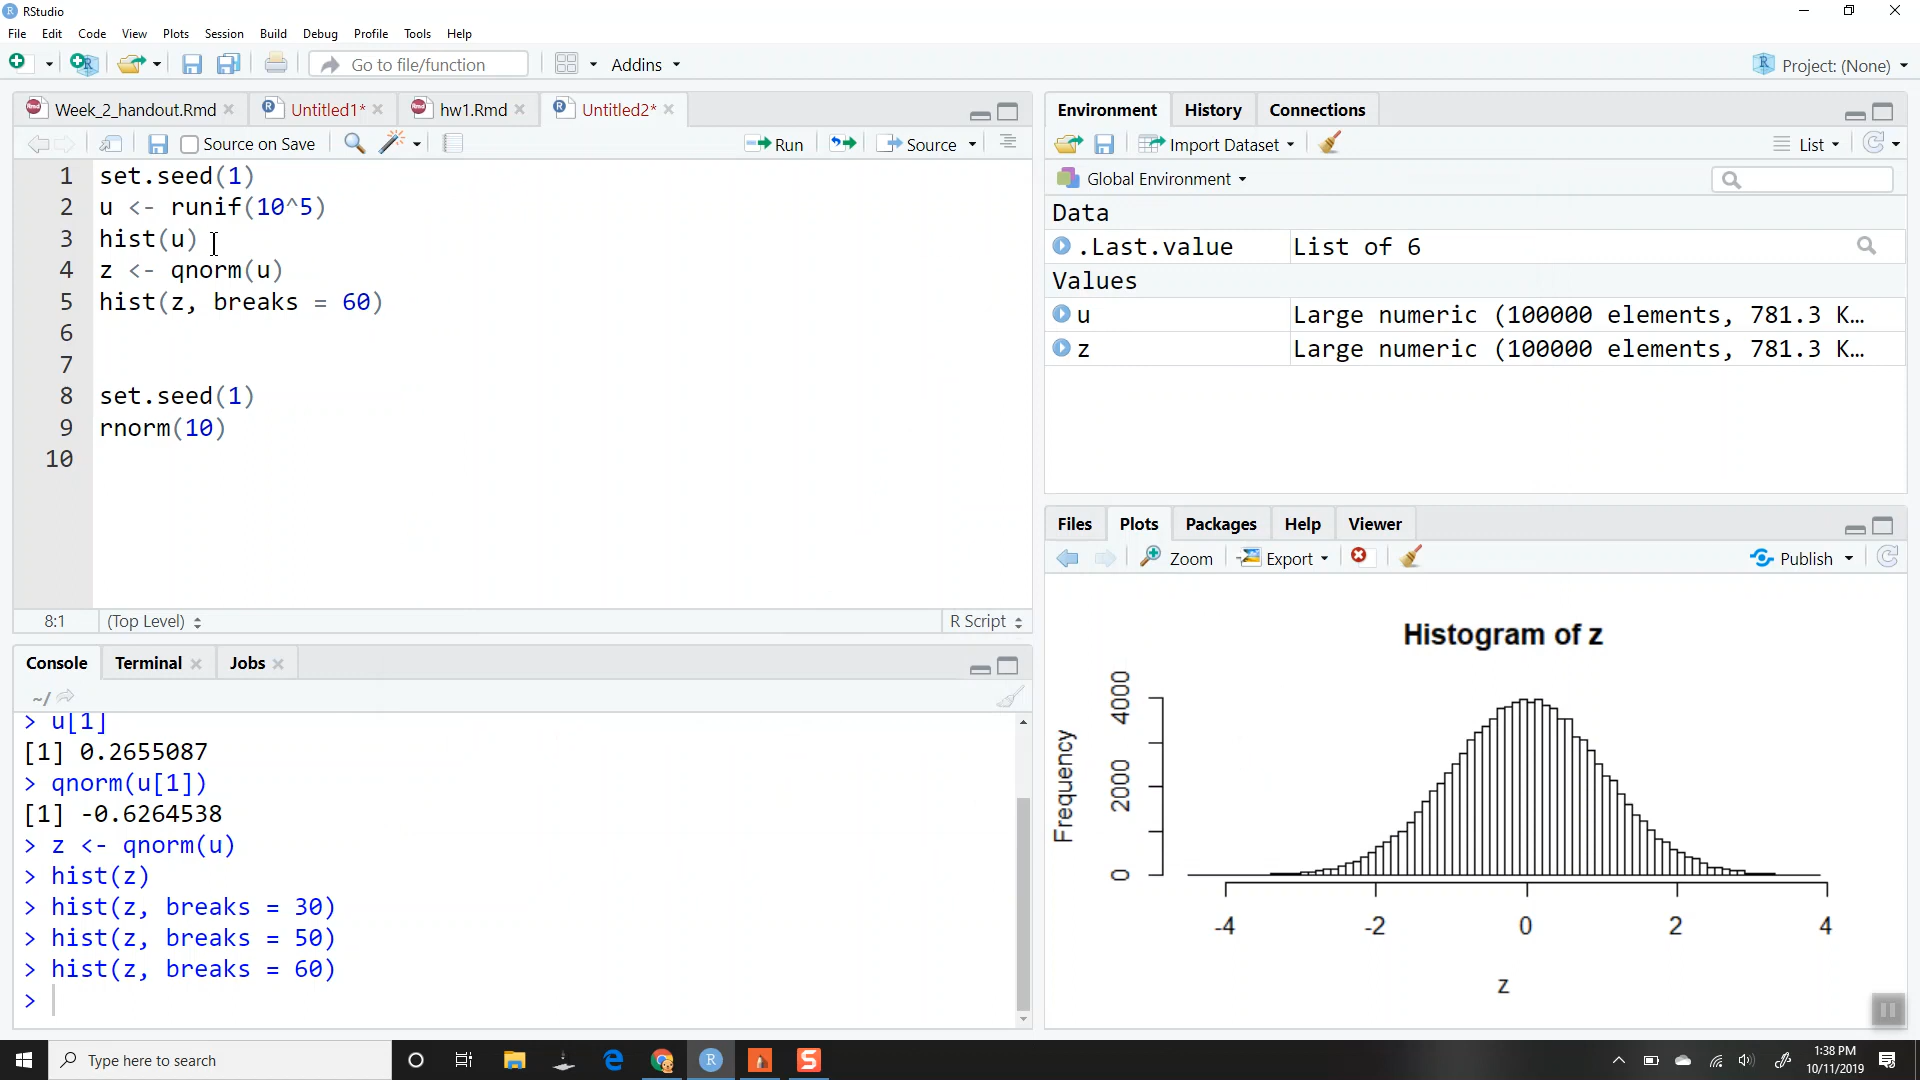 RStudio
File Edit Code View Plots Session Build Debug Profile Tools Help
Go to file/function Addins Project: (None)
Week_2_handout.Rmd Untitled1* hw1.Rmd Untitled2*
Source on Save Run Source
1 set.seed(1)
2 u <- runif(10^5)
3 hist(u)
4 z <- qnorm(u)
5 hist(z, breaks = 60)
6
7
8 set.seed(1)
9 rnorm(10)
10
8:1 (Top Level) R Script
Console Terminal Jobs
~/
> u[1]
[1] 0.2655087
> qnorm(u[1])
[1] -0.6264538
> z <- qnorm(u)
> hist(z)
> hist(z, breaks = 30)
> hist(z, breaks = 50)
> hist(z, breaks = 60)
>
Environment History Connections
Import Dataset List
Global Environment
Data
.Last.value List of 6
Values
u Large numeric (100000 elements, 781.3 K…
z Large numeric (100000 elements, 781.3 K…
Files Plots Packages Help Viewer
Zoom Export Publish
Histogram of z
Frequency
4000
2000
0
-4 -2 0 2 4
z
Type here to search
1:38 PM
10/11/2019